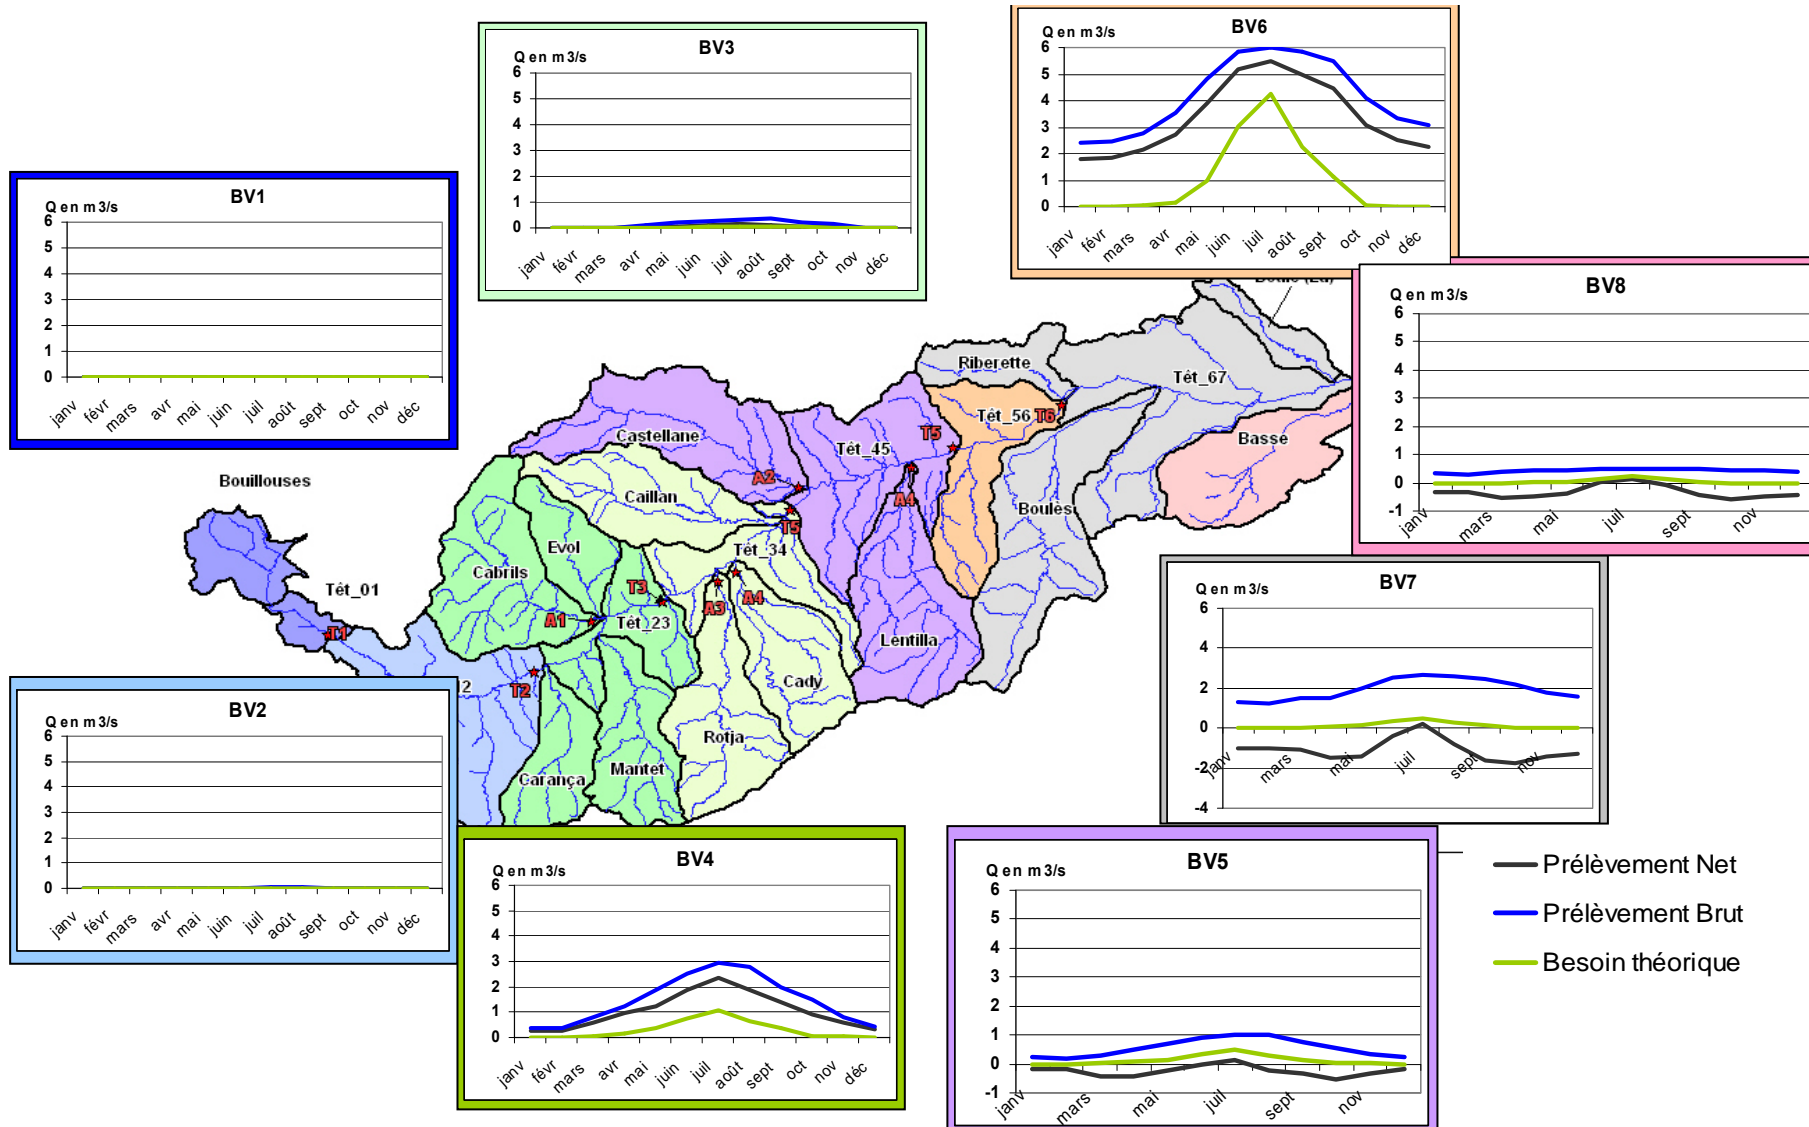 BV3
Q en m3/s
6
5
4
3
2
1
0
janv
févr
mars
avr
mai
juin
juil
août
sept
oct
nov
déc
BV6
Q en m3/s
6
5
4
3
2
1
0
janv
févr
mars
avr
mai
juin
juil
août
sept
oct
nov
déc
BV1
Q en m3/s
6
5
4
3
2
1
0
janv
févr
mars
avr
mai
juin
juil
août
sept
oct
nov
déc
BV8
Q en m3/s
6
5
4
3
2
1
0
-1
janv
mars
mai
juil
sept
nov
Riberette
Têt_67
Têt_56
T6
Basse
Castellane
Têt_45
T5
A2
A4
Bouillouses
Caillan
Boulès
T5
Evol
Têt_34
Cabrils
Têt_01
T3
A3
A4
A1
Têt_23
T1
Lentilla
Cady
12
T2
Rotja
Mantet
Carança
BV7
Q en m3/s
6
4
2
0
-2
-4
janv
mars
mai
juil
sept
nov
BV2
Q en m3/s
6
5
4
3
2
1
0
janv
févr
mars
avr
mai
juin
juil
août
sept
oct
nov
déc
BV4
Q en m3/s
6
5
4
3
2
1
0
janv
févr
mars
avr
mai
juin
juil
août
sept
oct
nov
déc
BV5
Q en m3/s
6
5
4
3
2
1
0
-1
janv
mars
mai
juil
sept
nov
Prélèvement Net
Prélèvement Brut
Besoin théorique